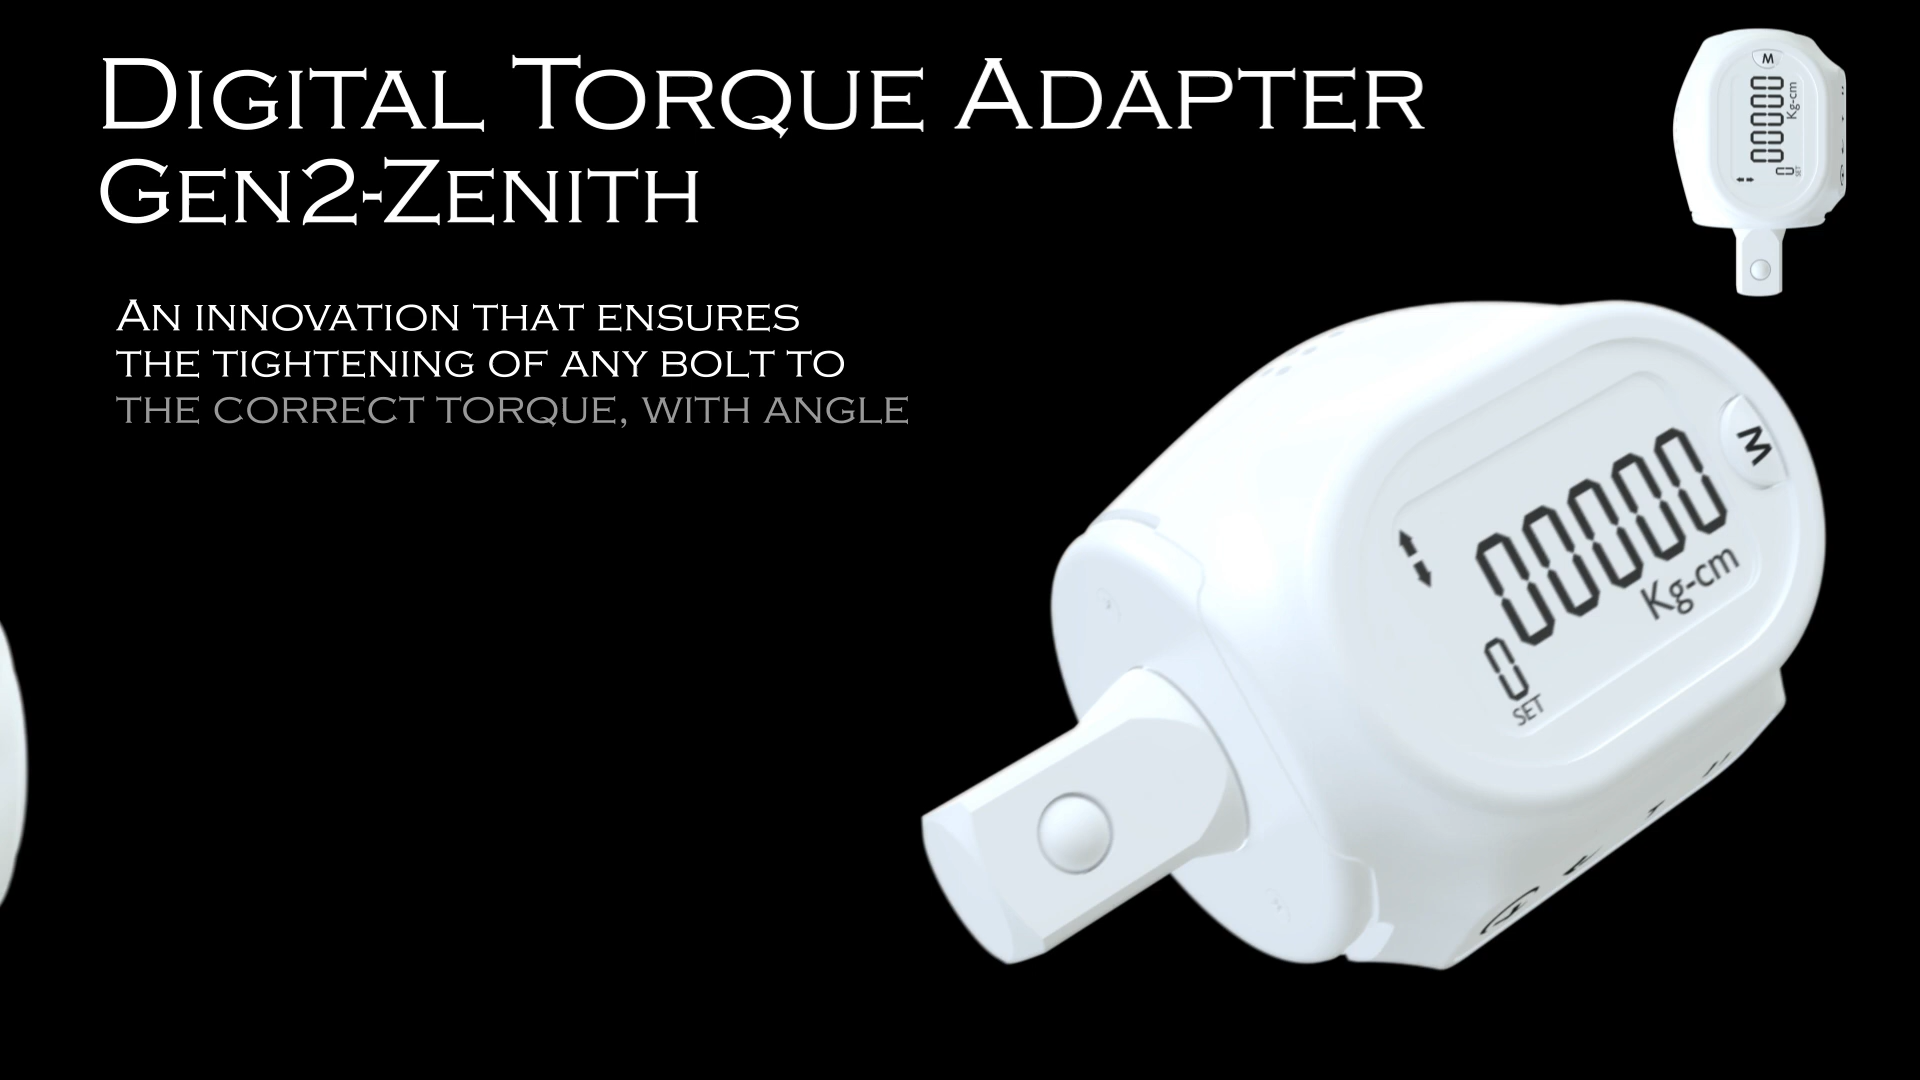 Digital Torque Adapter
Gen2-Zenith
An innovation that ensures
the tightening of any bolt to
the correct torque, with angle
M
00000
Kg-cm
0
SET
M
00000
Kg-cm
0
SET